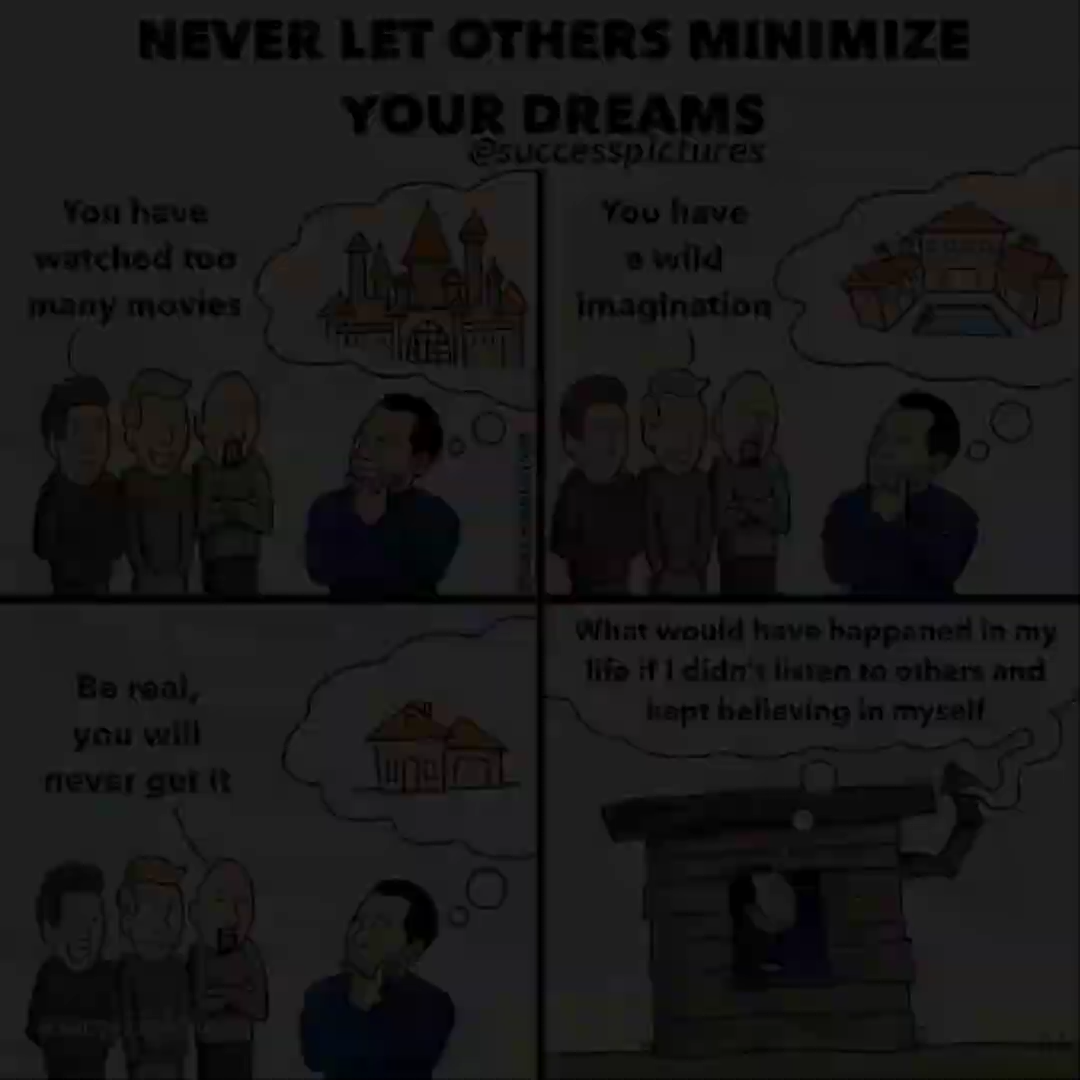 NEVER LET OTHERS MINIMIZE
YOUR DREAMS
@successpictures
You have
watched too
many movies
You have
a wild
imagination
Be real,
you will
never get it
What would have happened in my
life if I didn't listen to others and
kept believing in myself